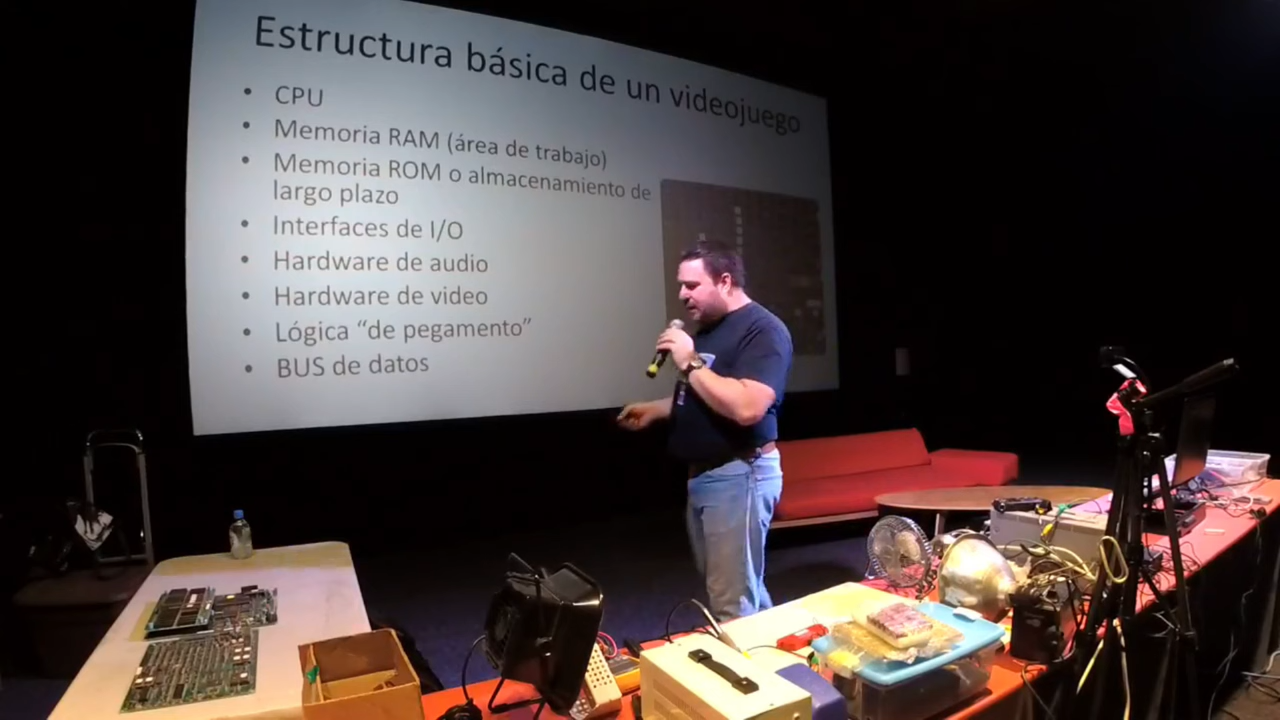 Estructura básica de un videojuego
• CPU
• Memoria RAM (área de trabajo)
• Memoria ROM o almacenamiento de
largo plazo
• Interfaces de I/O
• Hardware de audio
• Hardware de video
• Lógica “de pegamento”
• BUS de datos